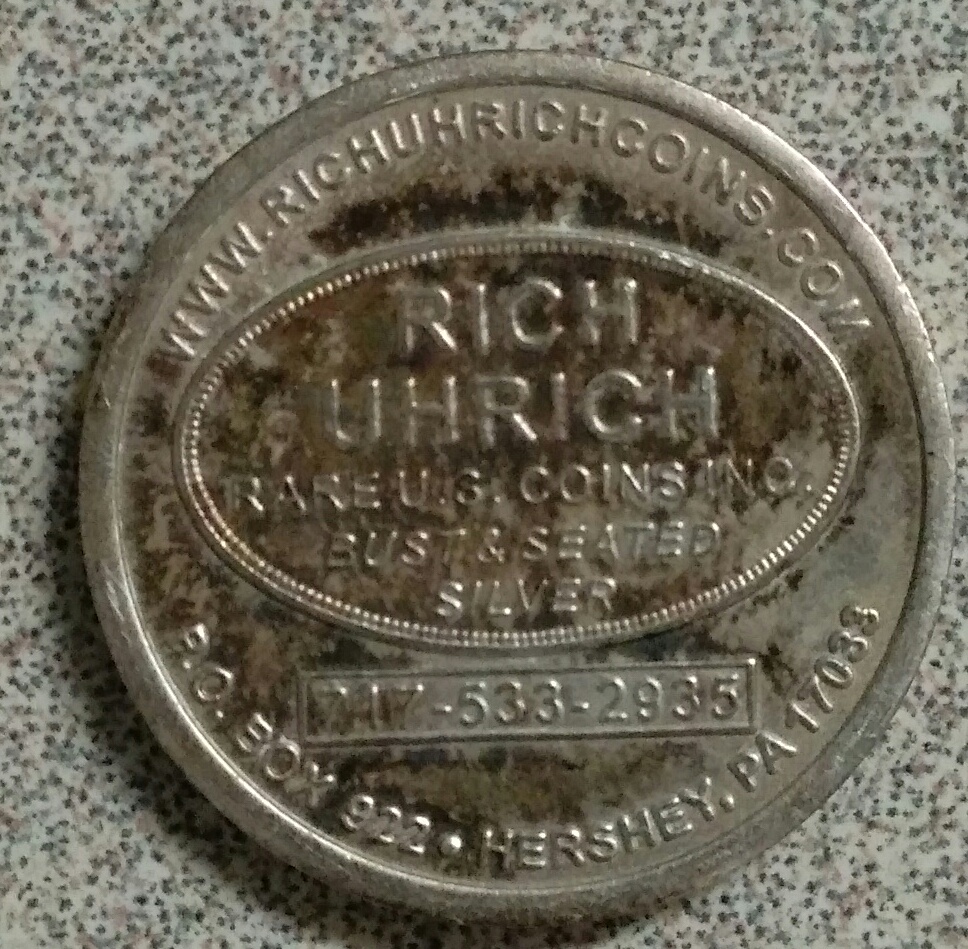 WWW.RICHUHRICHCOINS.COM
RICH
UHRICH
RARE U.S. COINS INC.
BUST & SEATED
SILVER
717-533-2935
P.O. BOX 922 • HERSHEY, PA 17033